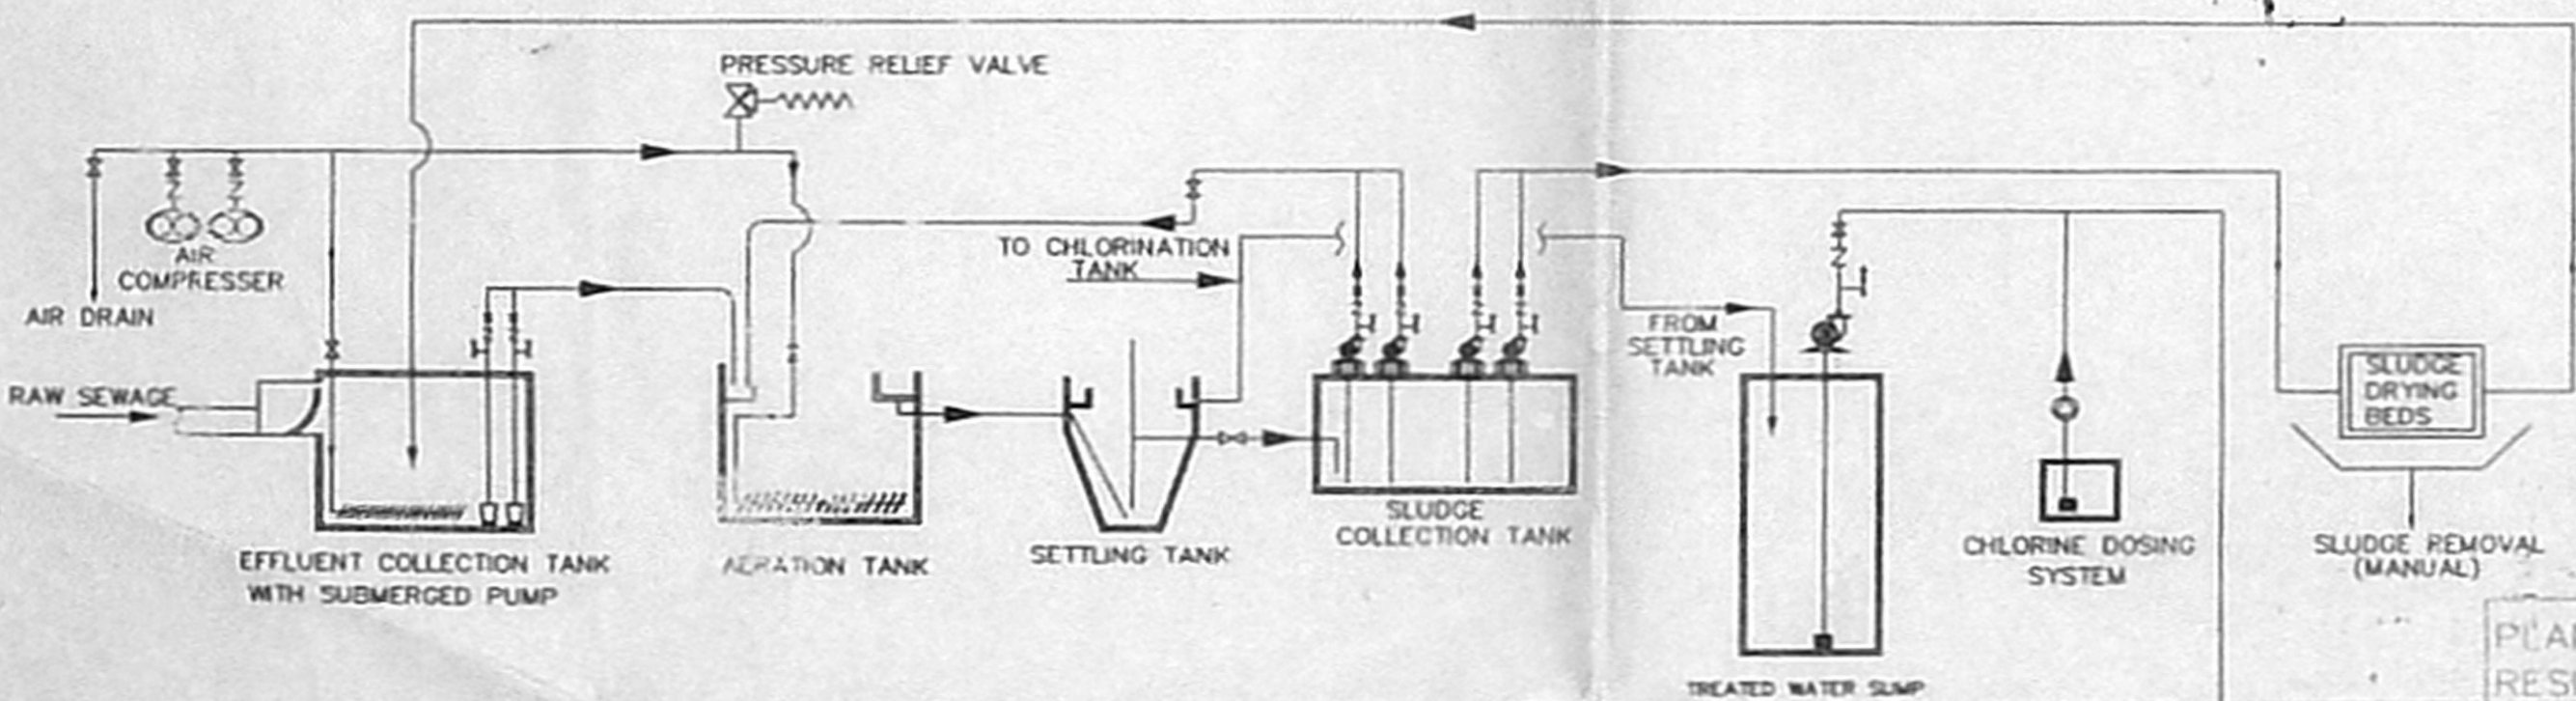 PRESSURE RELIEF VALVE
AIR
COMPRESSER
AIR DRAIN
RAW SEWAGE
EFFLUENT COLLECTION TANK
WITH SUBMERGED PUMP
AERATION TANK
TO CHLORINATION
TANK
SETTLING TANK
SLUDGE
COLLECTION TANK
FROM
SETTLING
TANK
TREATED WATER SUMP
CHLORINE DOSING
SYSTEM
SLUDGE
DRYING
BEDS
SLUDGE REMOVAL
(MANUAL)